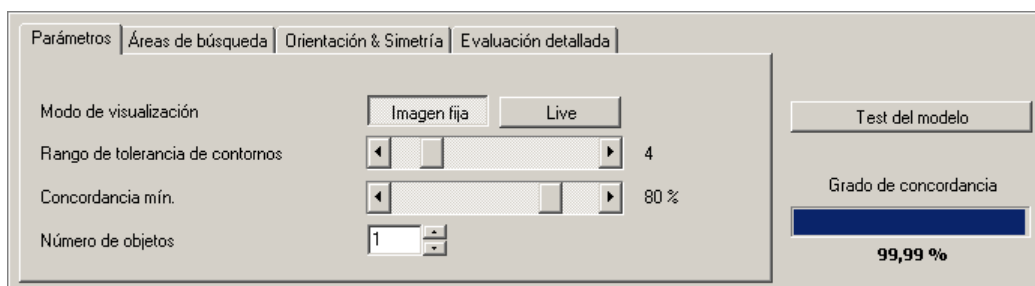 Parámetros Áreas de búsqueda Orientación & Simetría Evaluación detallada
Modo de visualización Imagen fija Live
Rango de tolerancia de contornos 4
Concordancia mín. 80 %
Número de objetos 1
Test del modelo
Grado de concordancia
99,99 %